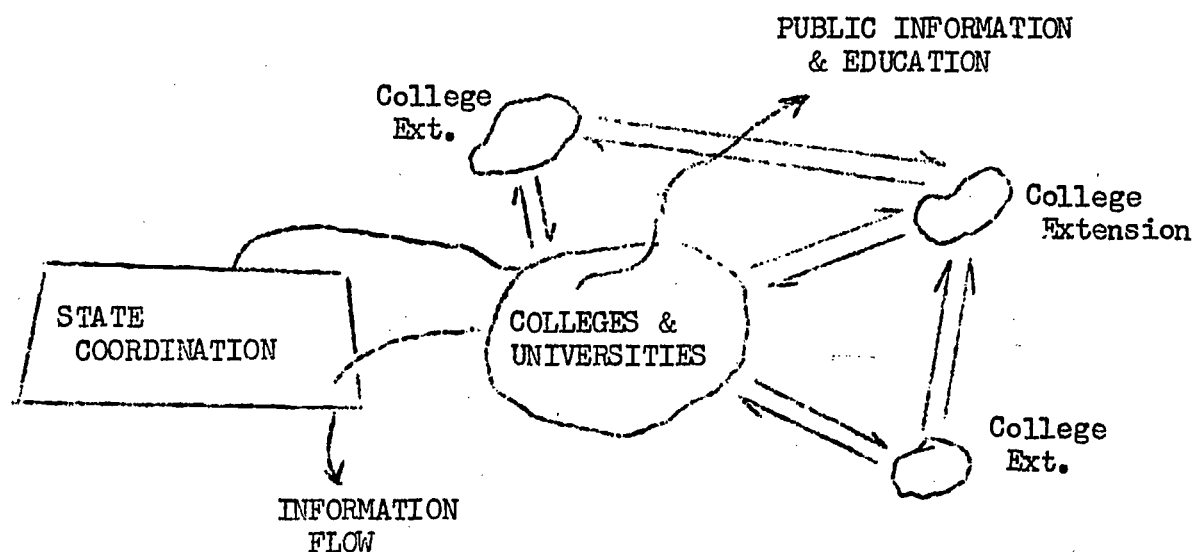 PUBLIC INFORMATION
& EDUCATION
College
Ext.
College
Extension
STATE
COORDINATION
COLLEGES &
UNIVERSITIES
College
Ext.
INFORMATION
FLOW